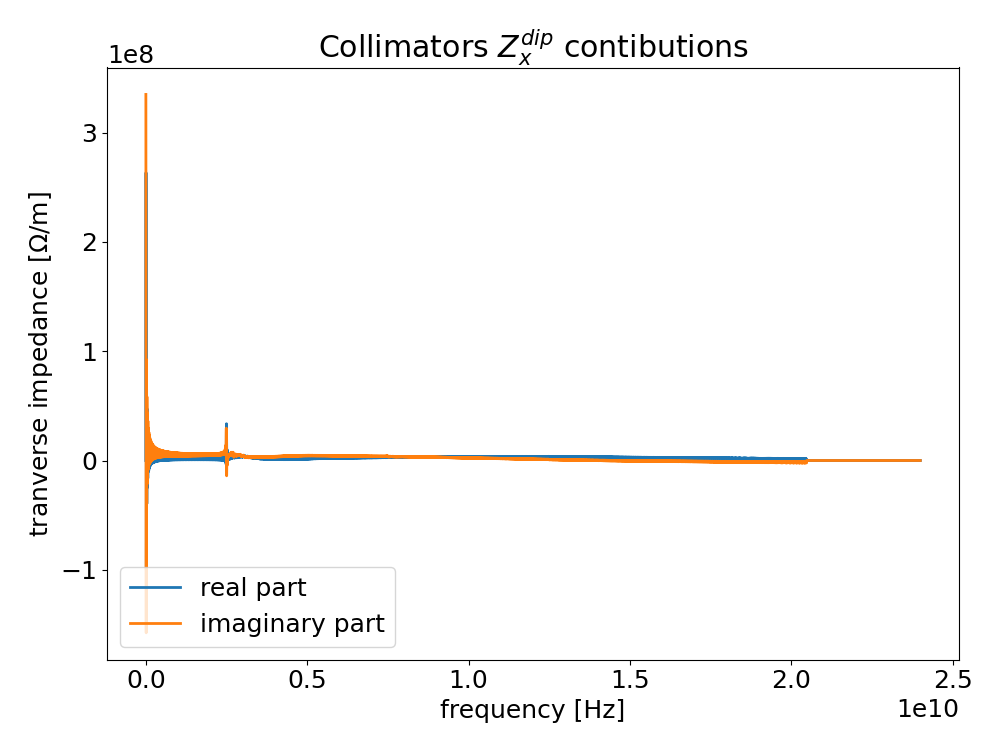 Collimators $Z_x^{dip}$ contibutions
1e8
tranverse impedance [Ω/m]
3
2
1
0
−1
real part
imaginary part
0.0 0.5 1.0 1.5 2.0 2.5
frequency [Hz]
1e10